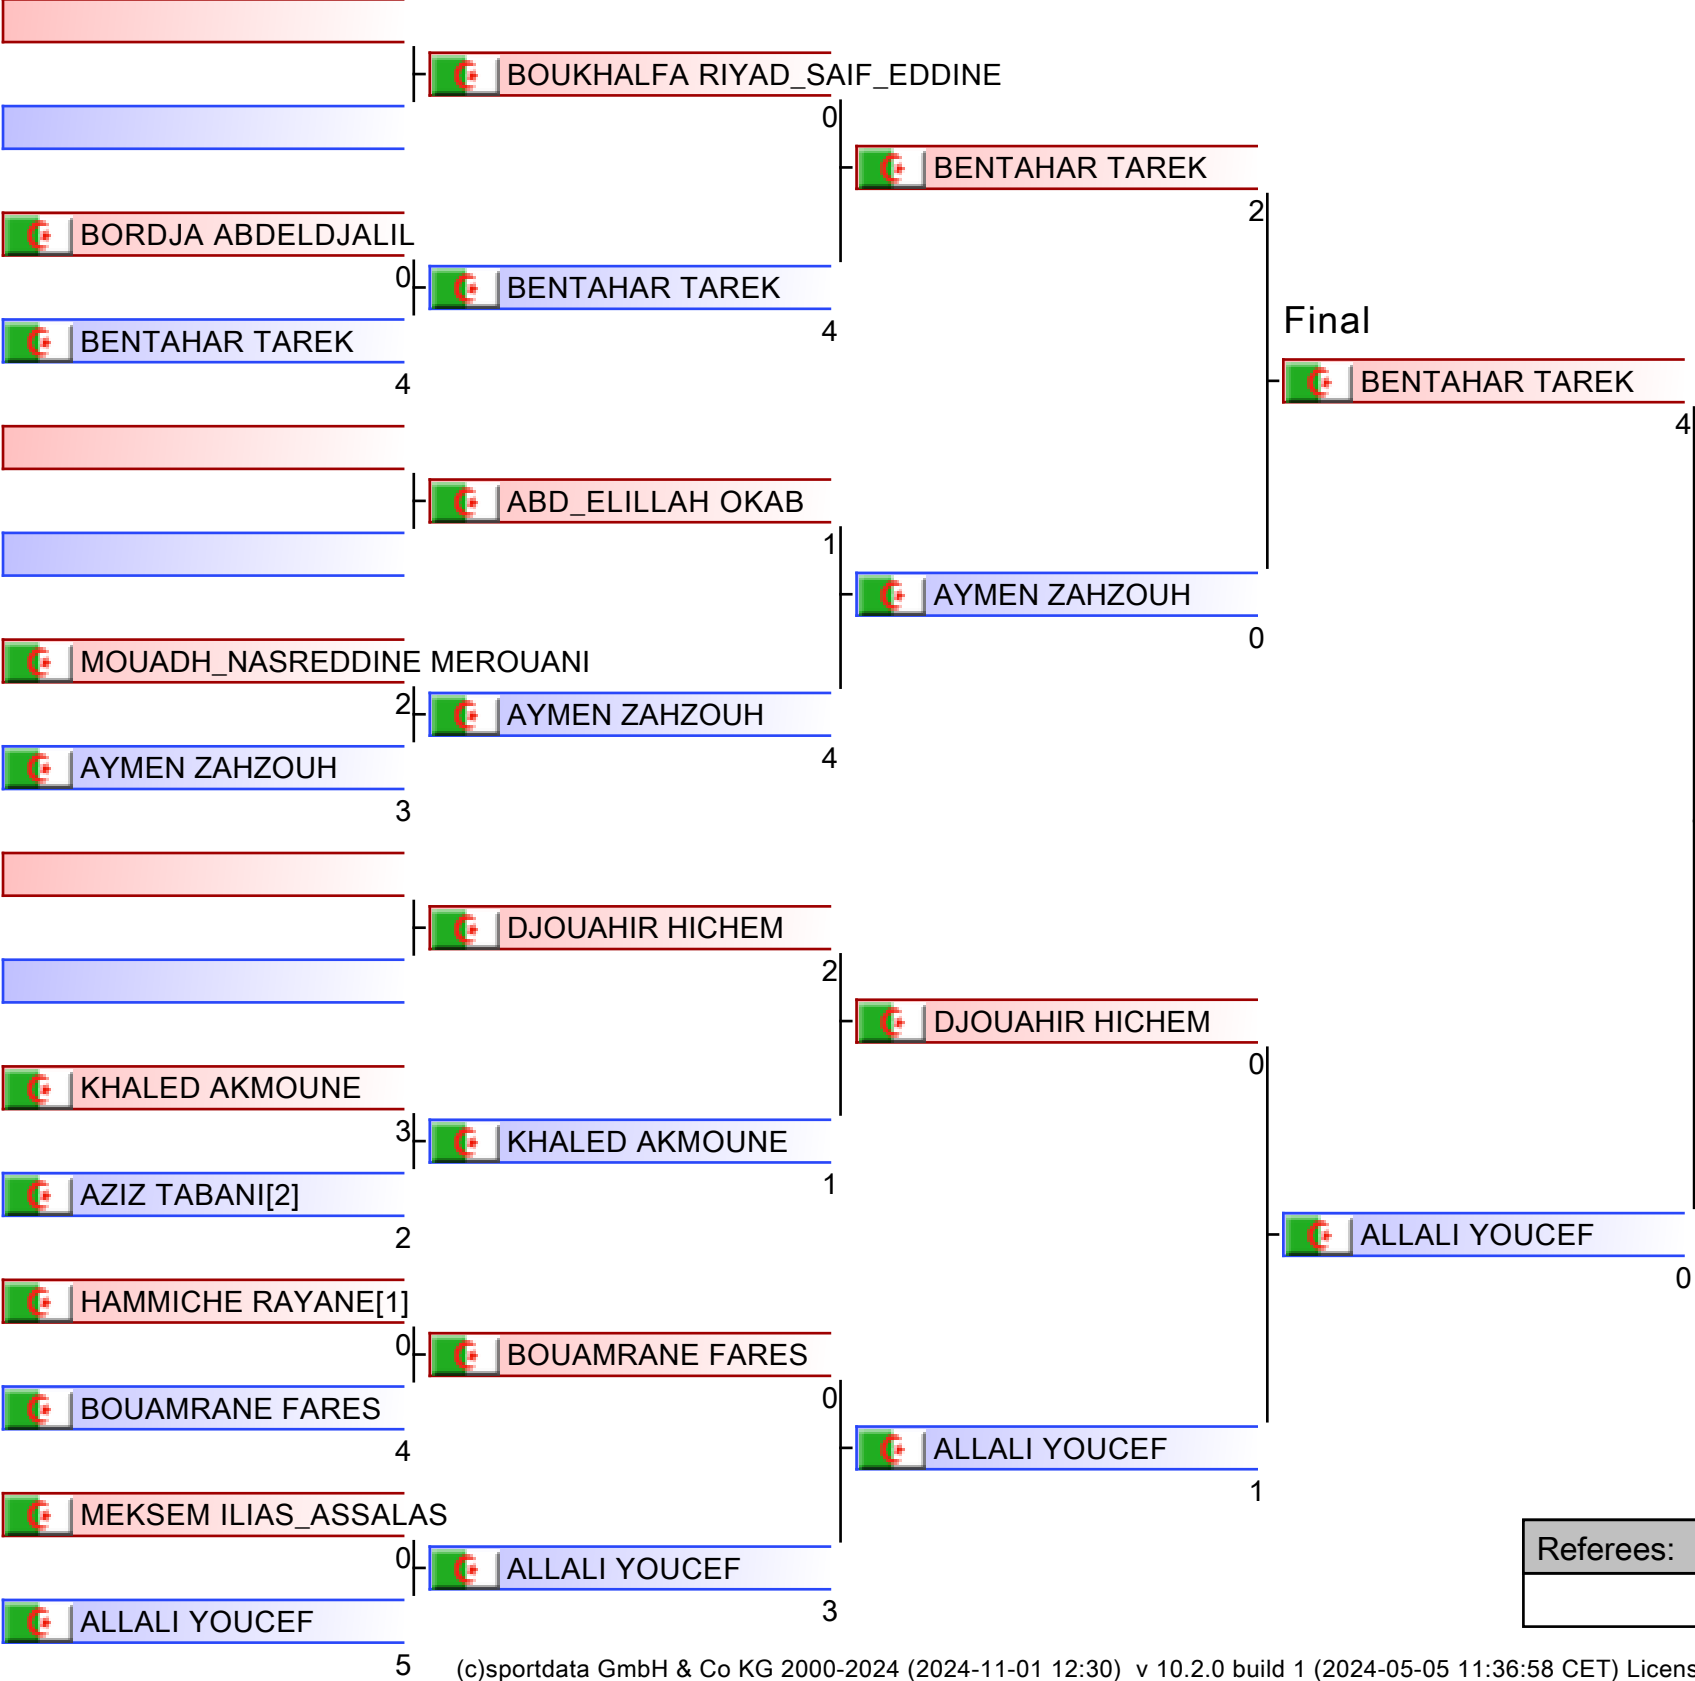 BOUKHALFA RIYAD_SAIF_EDDINE
0
BENTAHAR TAREK
2
BORDJA ABDELDJALIL
0
BENTAHAR TAREK
4
BENTAHAR TAREK
4
Final
BENTAHAR TAREK
4
ABD_ELILLAH OKAB
1
AYMEN ZAHZOUH
0
MOUADH_NASREDDINE MEROUANI
2
AYMEN ZAHZOUH
4
AYMEN ZAHZOUH
3
DJOUAHIR HICHEM
2
DJOUAHIR HICHEM
0
KHALED AKMOUNE
3
KHALED AKMOUNE
1
AZIZ TABANI[2]
2
ALLALI YOUCEF
0
HAMMICHE RAYANE[1]
0
BOUAMRANE FARES
0
BOUAMRANE FARES
4
ALLALI YOUCEF
1
MEKSEM ILIAS_ASSALAS
0
ALLALI YOUCEF
3
ALLALI YOUCEF
5
Referees:
(c)sportdata GmbH & Co KG 2000-2024 (2024-11-01 12:30) v 10.2.0 build 1 (2024-05-05 11:36:58 CET) Licens